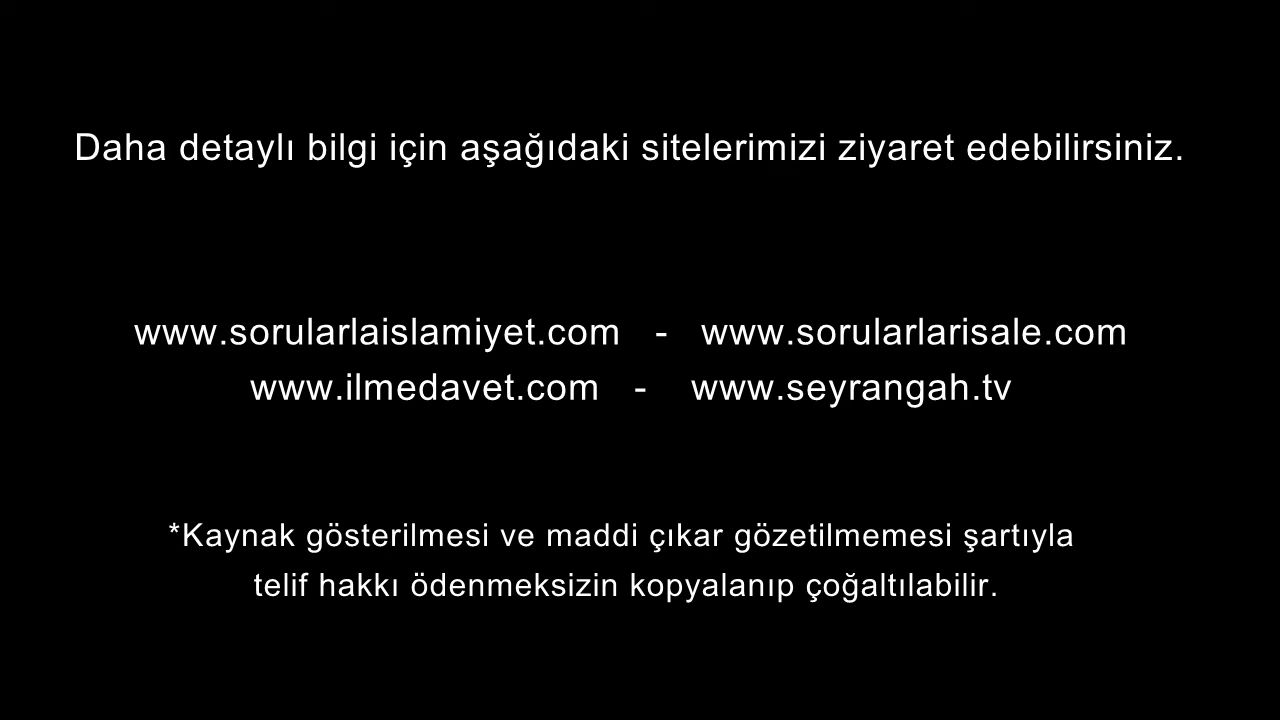 Daha detaylı bilgi için aşağıdaki sitelerimizi ziyaret edebilirsiniz.
www.sorularlaislamiyet.com - www.sorularlarisale.com
www.ilmedavet.com - www.seyrangah.tv
*Kaynak gösterilmesi ve maddi çıkar gözetilmemesi şartıyla
telif hakkı ödenmeksizin kopyalanıp çoğaltılabilir.